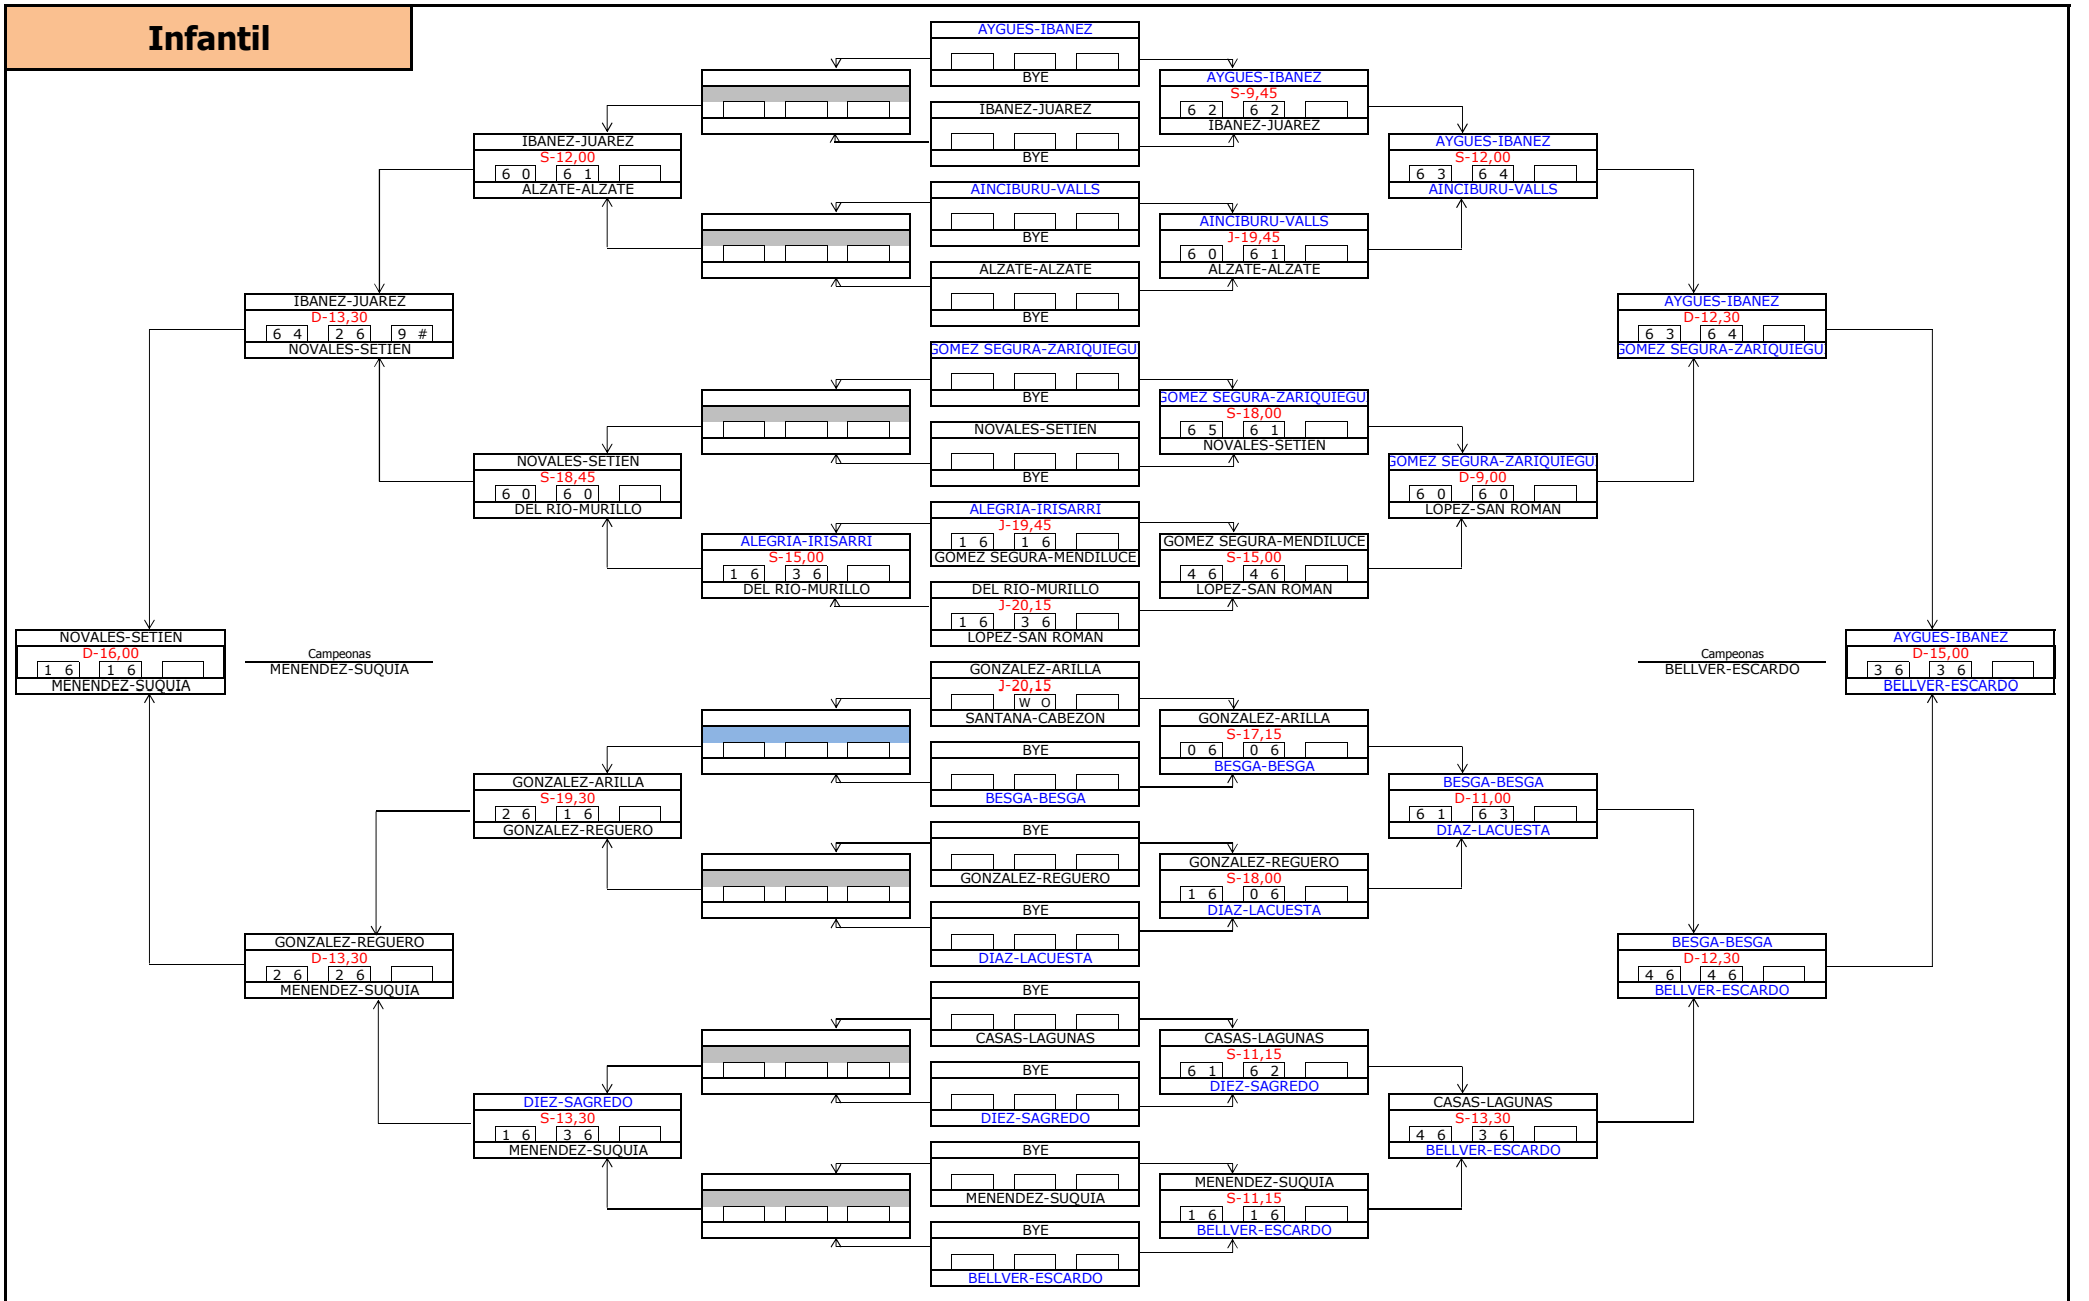 Infantil
NOVALES-SETIEN
D-16,00
1 6 1 6
MENENDEZ-SUQUIA
Campeonas
MENENDEZ-SUQUIA
IBANEZ-JUAREZ
D-13,30
6 4 2 6 9 #
NOVALES-SETIEN
GONZALEZ-REGUERO
D-13,30
2 6 2 6
MENENDEZ-SUQUIA
IBANEZ-JUAREZ
S-12,00
6 0 6 1
ALZATE-ALZATE
NOVALES-SETIEN
S-18,45
6 0 6 0
DEL RIO-MURILLO
GONZALEZ-ARILLA
S-19,30
2 6 1 6
GONZALEZ-REGUERO
DIEZ-SAGREDO
S-13,30
1 6 3 6
MENENDEZ-SUQUIA
ALEGRIA-IRISARRI
S-15,00
1 6 3 6
DEL RIO-MURILLO
AYGUES-IBANEZ
BYE
IBANEZ-JUAREZ
BYE
AINCIBURU-VALLS
BYE
ALZATE-ALZATE
BYE
GOMEZ SEGURA-ZARIQUIEGU
BYE
NOVALES-SETIEN
BYE
ALEGRIA-IRISARRI
J-19,45
1 6 1 6
GOMEZ SEGURA-MENDILUCE
DEL RIO-MURILLO
J-20,15
1 6 3 6
LOPEZ-SAN ROMAN
GONZALEZ-ARILLA
J-20,15
W O
SANTANA-CABEZON
BYE
BESGA-BESGA
BYE
GONZALEZ-REGUERO
BYE
DIAZ-LACUESTA
BYE
CASAS-LAGUNAS
BYE
DIEZ-SAGREDO
BYE
MENENDEZ-SUQUIA
BYE
BELLVER-ESCARDO
AYGUES-IBANEZ
S-9,45
6 2 6 2
IBANEZ-JUAREZ
AINCIBURU-VALLS
J-19,45
6 0 6 1
ALZATE-ALZATE
GOMEZ SEGURA-ZARIQUIEGU
S-18,00
6 5 6 1
NOVALES-SETIEN
GOMEZ SEGURA-MENDILUCE
S-15,00
4 6 4 6
LOPEZ-SAN ROMAN
GONZALEZ-ARILLA
S-17,15
0 6 0 6
BESGA-BESGA
GONZALEZ-REGUERO
S-18,00
1 6 0 6
DIAZ-LACUESTA
CASAS-LAGUNAS
S-11,15
6 1 6 2
DIEZ-SAGREDO
MENENDEZ-SUQUIA
S-11,15
1 6 1 6
BELLVER-ESCARDO
AYGUES-IBANEZ
S-12,00
6 3 6 4
AINCIBURU-VALLS
GOMEZ SEGURA-ZARIQUIEGU
D-9,00
6 0 6 0
LOPEZ-SAN ROMAN
BESGA-BESGA
D-11,00
6 1 6 3
DIAZ-LACUESTA
CASAS-LAGUNAS
S-13,30
4 6 3 6
BELLVER-ESCARDO
AYGUES-IBANEZ
D-12,30
6 3 6 4
GOMEZ SEGURA-ZARIQUIEGU
BESGA-BESGA
D-12,30
4 6 4 6
BELLVER-ESCARDO
Campeonas
BELLVER-ESCARDO
AYGUES-IBANEZ
D-15,00
3 6 3 6
BELLVER-ESCARDO